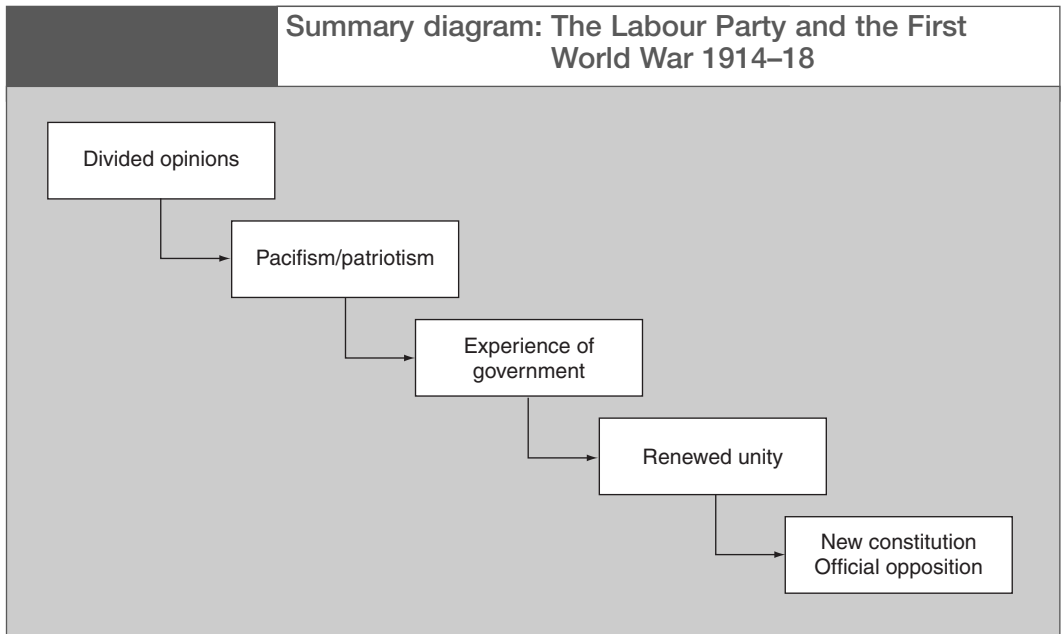 Summary diagram: The Labour Party and the First
World War 1914–18
Divided opinions
Pacifism/patriotism
Experience of
government
Renewed unity
New constitution
Official opposition